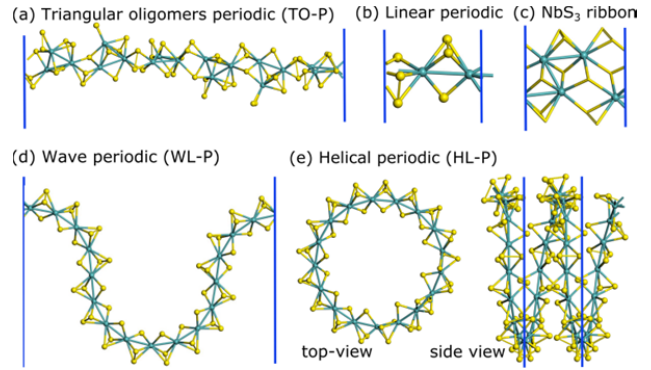 (a) Triangular oligomers periodic (TO-P)
(b) Linear periodic
(c) NbS₃ ribbon
(d) Wave periodic (WL-P)
(e) Helical periodic (HL-P)
top-view
side view